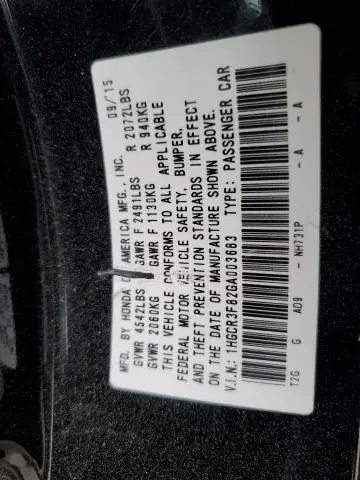 MFD. BY HONDA OF AMERICA MFG., INC. 09/15
GVWR 4542LBS GAWR F 2491LBS R 2072LBS
GVWR 2060KG GAWR F 1130KG R 940KG
THIS VEHICLE CONFORMS TO ALL APPLICABLE
FEDERAL MOTOR VEHICLE SAFETY, BUMPER,
AND THEFT PREVENTION STANDARDS IN EFFECT
ON THE DATE OF MANUFACTURE SHOWN ABOVE.
V.I.N.: 1HGCR3F82GA003683 TYPE: PASSENGER CAR
T2G G AD9 - NH731P - A - A